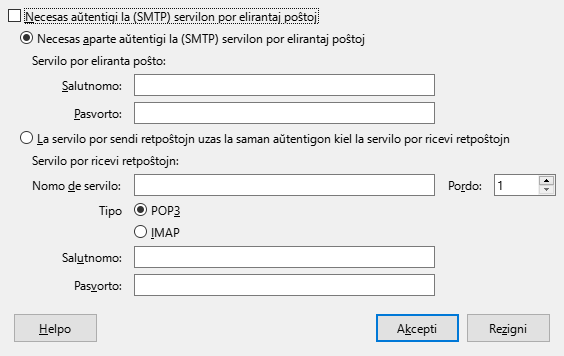 Necesas aŭtentigi la (SMTP) servilon por elirantaj poŝtoj
Necesas aparte aŭtentigi la (SMTP) servilon por elirantaj poŝtoj
Servilo por eliranta poŝto:
Salutnomo:
Pasvorto:
La servilo por sendi retpoŝtojn uzas la saman aŭtentigon kiel la servilo por ricevi retpoŝtojn
Servilo por ricevi retpoŝtojn:
Nomo de servilo: Pordo: 1
Tipo POP3
IMAP
Salutnomo:
Pasvorto:
Helpo Akcepti Rezigni